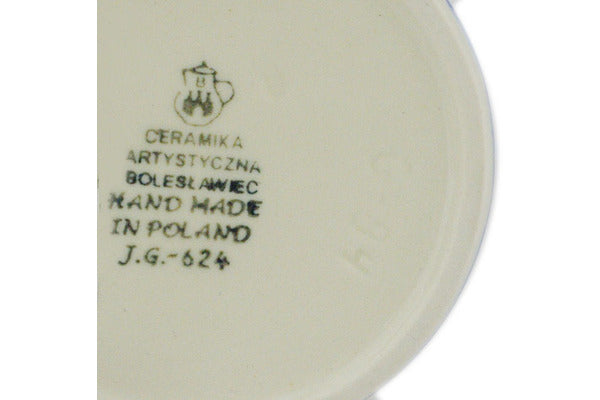 B
CERAMIKA
ARTYSTYCZNA
BOLESŁAWIEC
HAND MADE
IN POLAND
J.G.-624